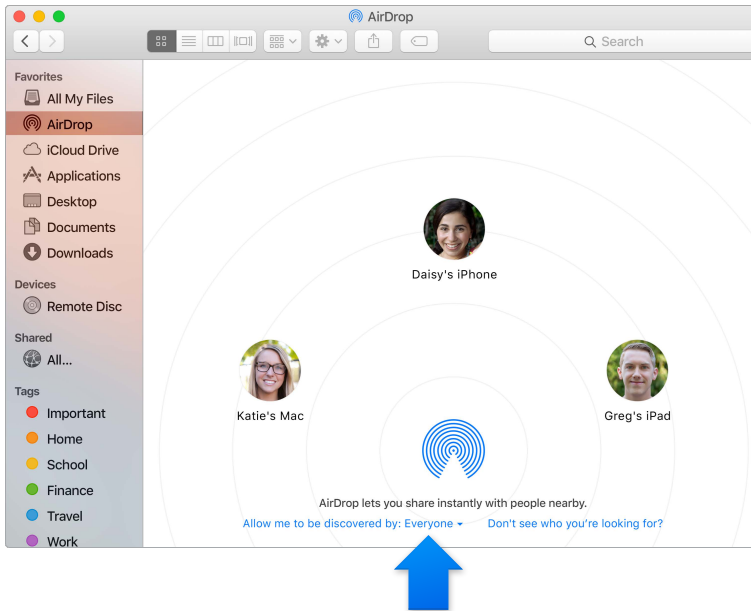 AirDrop
Search
Favorites
All My Files
AirDrop
iCloud Drive
Applications
Desktop
Documents
Downloads
Devices
Remote Disc
Shared
All...
Tags
Important
Home
School
Finance
Travel
Work
Daisy's iPhone
Katie's Mac
Greg's iPad
AirDrop lets you share instantly with people nearby.
Allow me to be discovered by: Everyone
Don't see who you’re looking for?